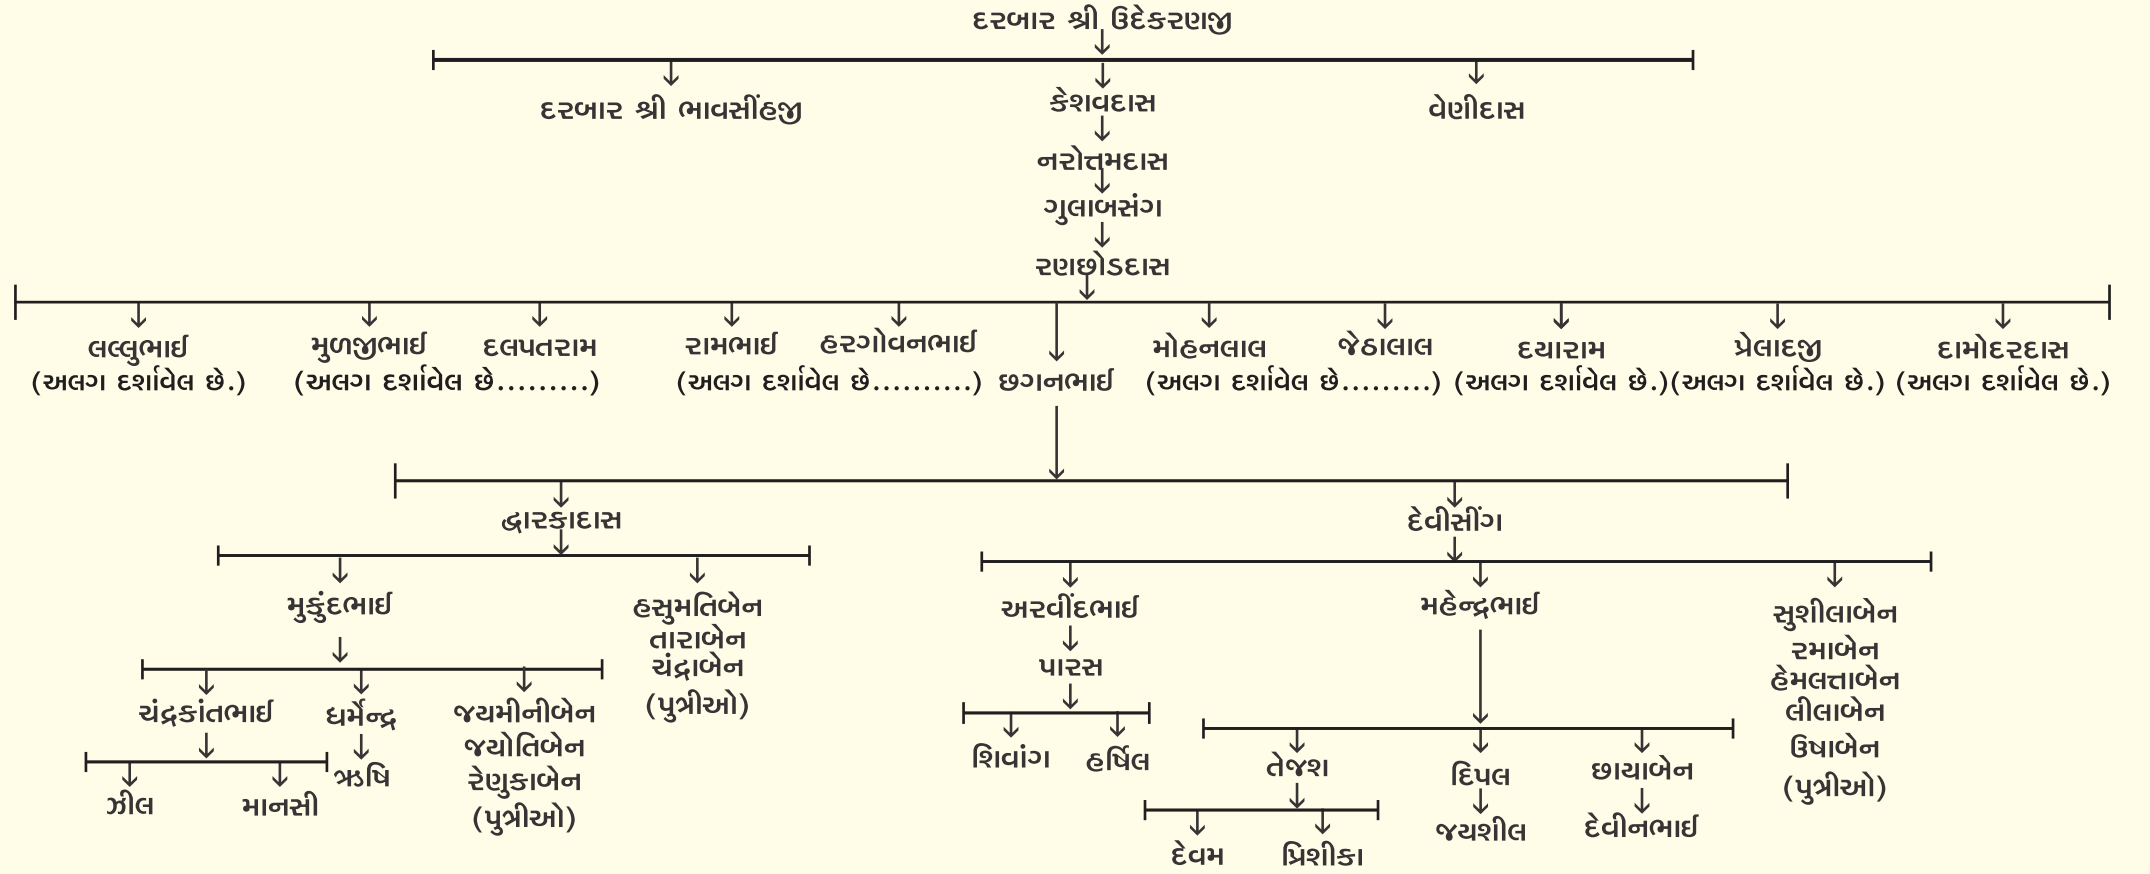 દરબાર શ્રી ઉદેકરણજી
દરબાર શ્રી ભાવસીંહજી
કેશવદાસ
વેણીદાસ
નરોત્તમદાસ
ગુલાબસંગ
રણછોડદાસ
લલ્લુભાઈ
મુળજીભાઈ
દલપતરામ
રામભાઈ
હરગોવનભાઈ
મોહનલાલ
જેઠાલાલ
દયારામ
પ્રેલાદજી
દામોદરદાસ
(અલગ દર્શાવેલ છે.)
(અલગ દર્શાવેલ છે.........)
(અલગ દર્શાવેલ છે..........)
છગનભાઈ
(અલગ દર્શાવેલ છે.........)
(અલગ દર્શાવેલ છે.)
(અલગ દર્શાવેલ છે.)
(અલગ દર્શાવેલ છે.)
દ્વારકાદાસ
દેવીસીંગ
મુકુંદભાઈ
હસુમતિબેન
તારાબેન
ચંદ્રાબેન
(પુત્રીઓ)
અરવીંદભાઈ
મહેન્દ્રભાઈ
સુશીલાબેન
રમાબેન
હેમલત્તાબેન
લીલાબેન
ઉષાબેન
(પુત્રીઓ)
પારસ
ચંદ્રકાંતભાઈ
ધર્મેન્દ્ર
જયમીનીબેન
જયોતિબેન
રેણુકાબેન
(પુત્રીઓ)
શિવાંગ
હર્ષિલ
તેજશ
દિપલ
છાયાબેન
ઝીલ
માનસી
ઋષિ
જયશીલ
દેવીનભાઈ
દેવમ
પ્રિશીકા